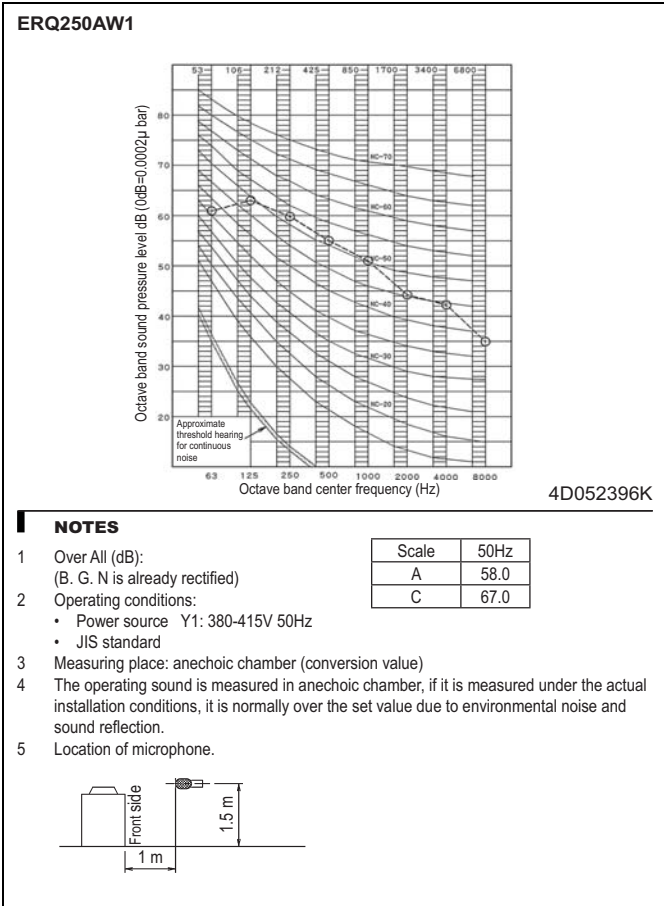 ERQ250AW1
53 106 212 425 850 1700 3400 6800
Octave band sound pressure level dB (0dB=0.0002μ bar)
80
70
60
50
40
30
20
NC-70
NC-60
NC-50
NC-40
NC-30
NC-20
Approximate
threshold hearing
for continuous
noise
63 125 250 500 1000 2000 4000 8000
Octave band center frequency (Hz)
4D052396K
NOTES
1 Over All (dB):
(B. G. N is already rectified)
Scale 50Hz
A 58.0
C 67.0
2 Operating conditions:
• Power source Y1: 380-415V 50Hz
• JIS standard
3 Measuring place: anechoic chamber (conversion value)
4 The operating sound is measured in anechoic chamber, if it is measured under the actual
installation conditions, it is normally over the set value due to environmental noise and
sound reflection.
5 Location of microphone.
Front side
1.5 m
1 m